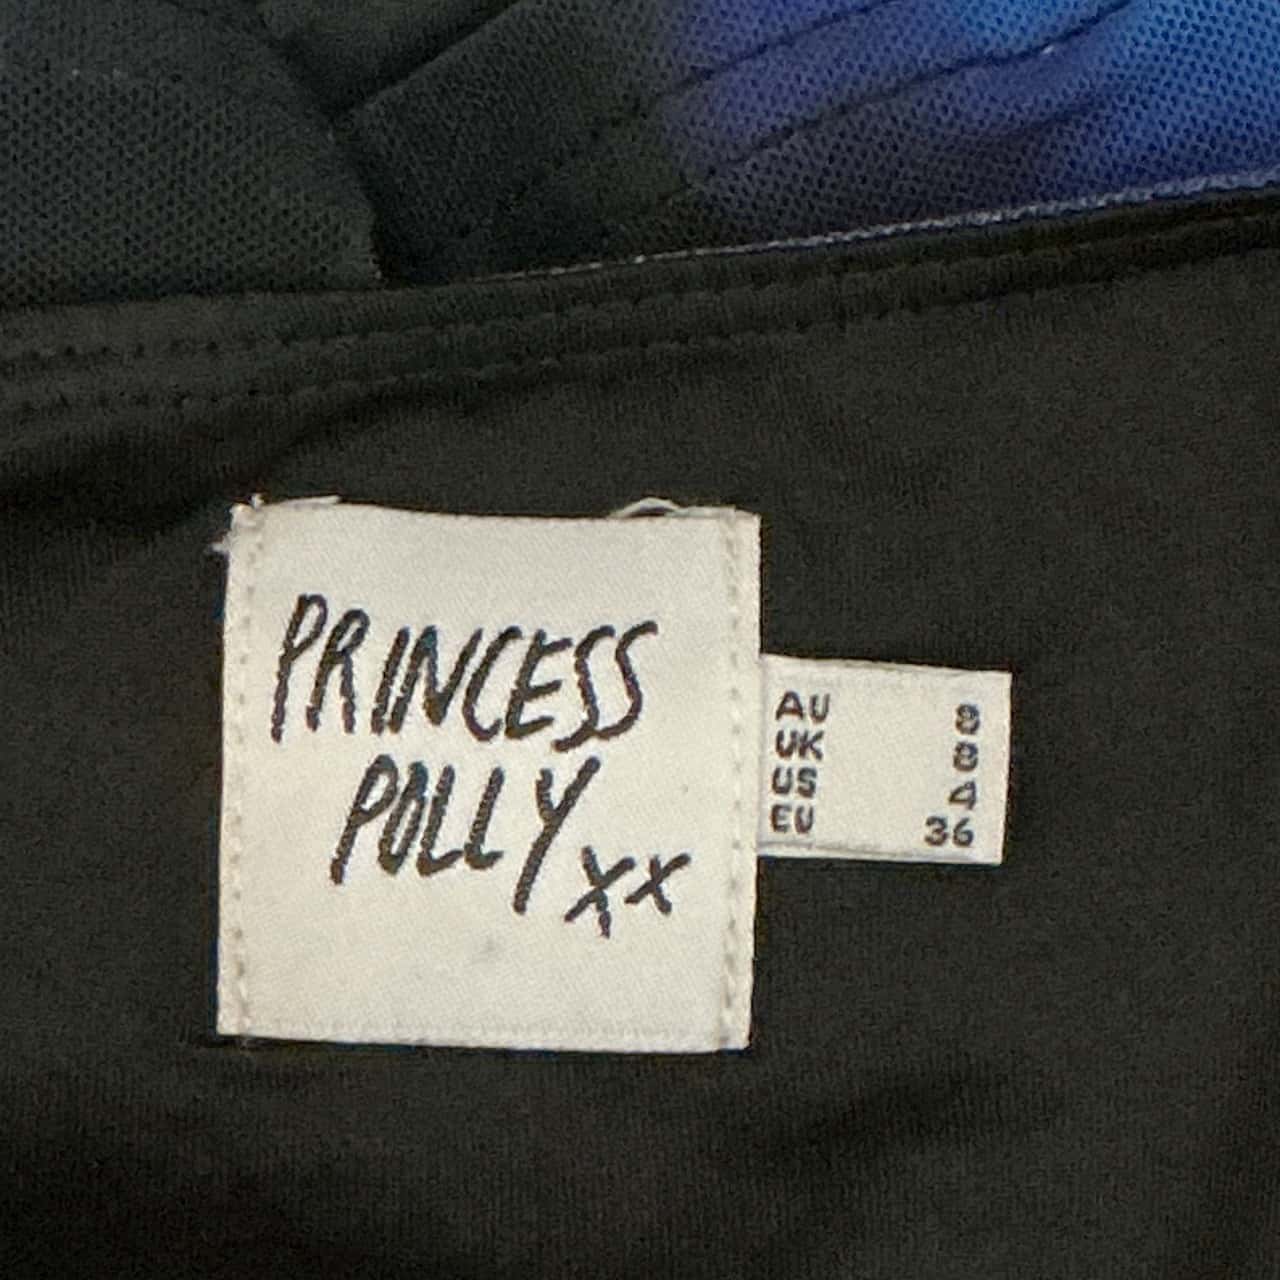 PRINCESS
POLLY xx
AU 8
UK 8
US 4
EU 36